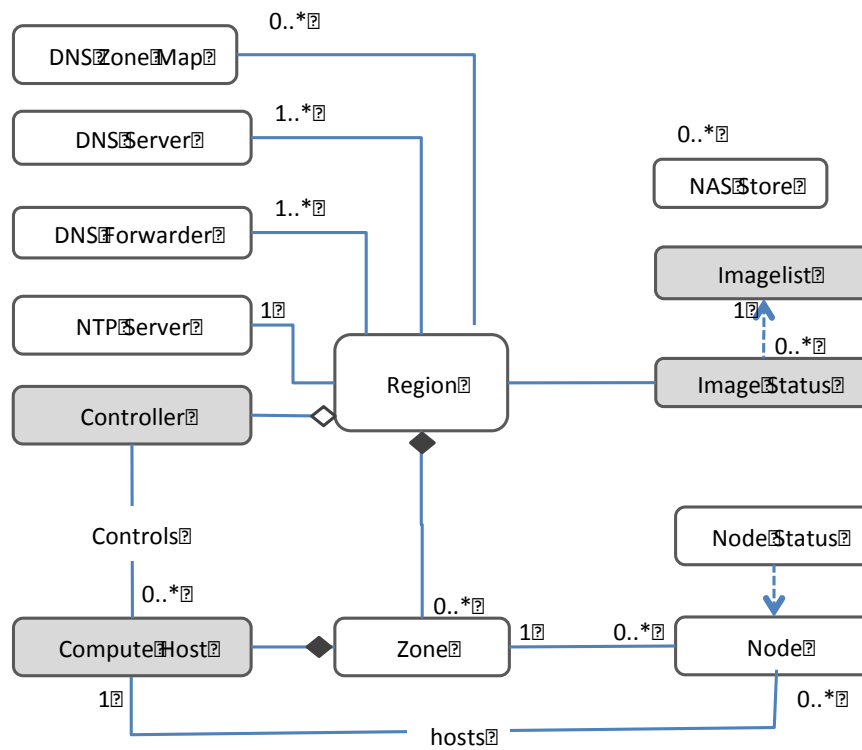 0..*
DNS Zone Map
1..*
DNS Server
0..*
NAS Store
1..*
DNS Forwarder
Imagelist
1
NTP Server
1
0..*
Region
Image Status
Controller
Controls
Node Status
0..*
0..*
1
0..*
Compute Host
Zone
Node
1
0..*
hosts